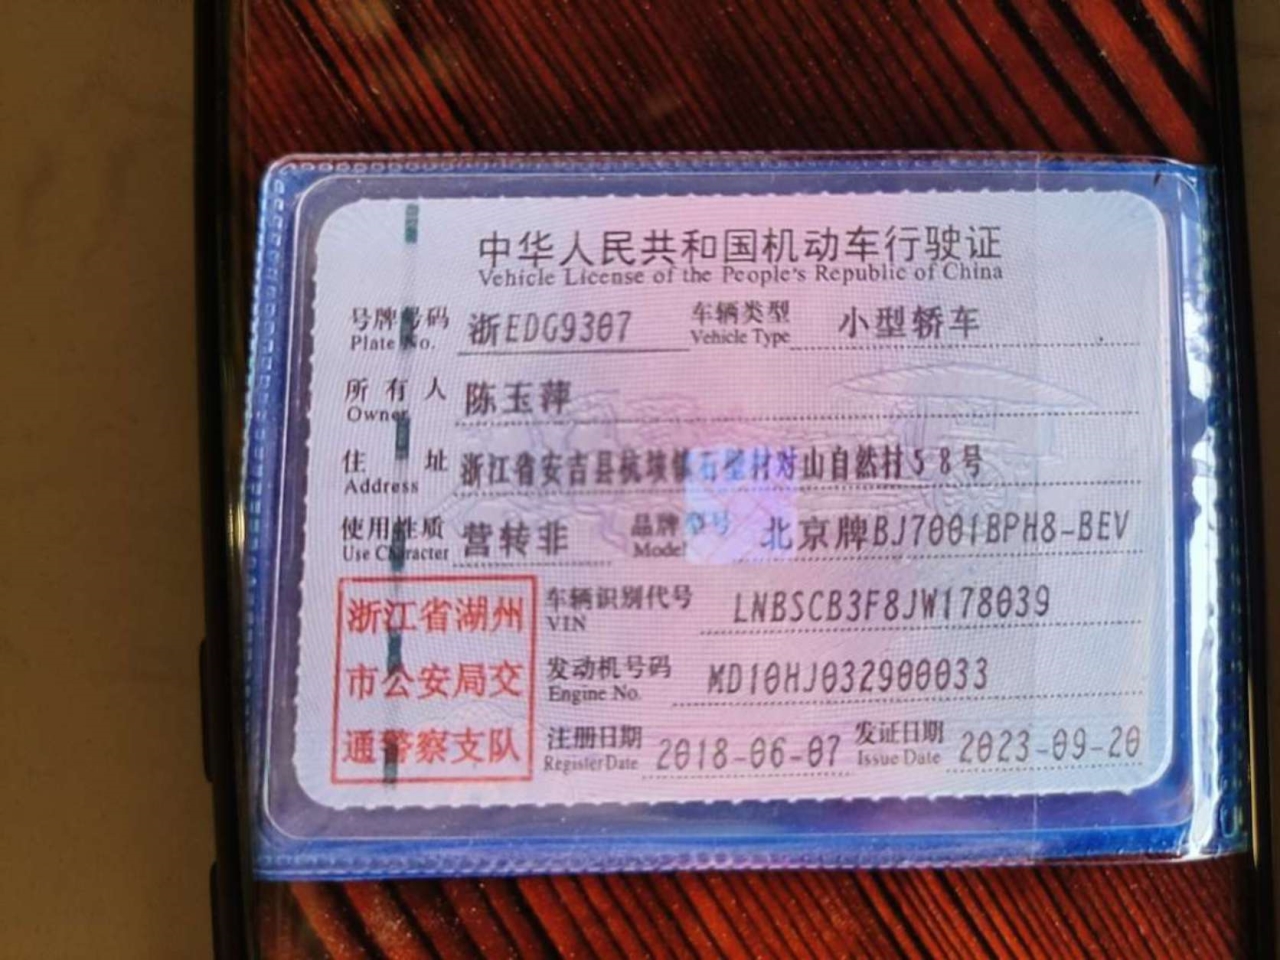 中华人民共和国机动车行驶证
Vehicle License of the People's Republic of China
号牌号码 浙EDG9307 车辆类型 小型轿车
Plate No. Vehicle Type
所有人 陈玉萍
Owner
住址 浙江省安吉县杭垓镇石壁村对山自然村58号
Address
使用性质 营转非 品牌型号 北京牌BJ7001BPH8-BEV
Use Character Model
浙江省湖州
市公安局交
通警察支队
车辆识别代号 LNBSCB3F8JW178039
VIN
发动机号码 MD10HJ032900033
Engine No.
注册日期 2018-06-07 发证日期 2023-09-20
Register Date Issue Date